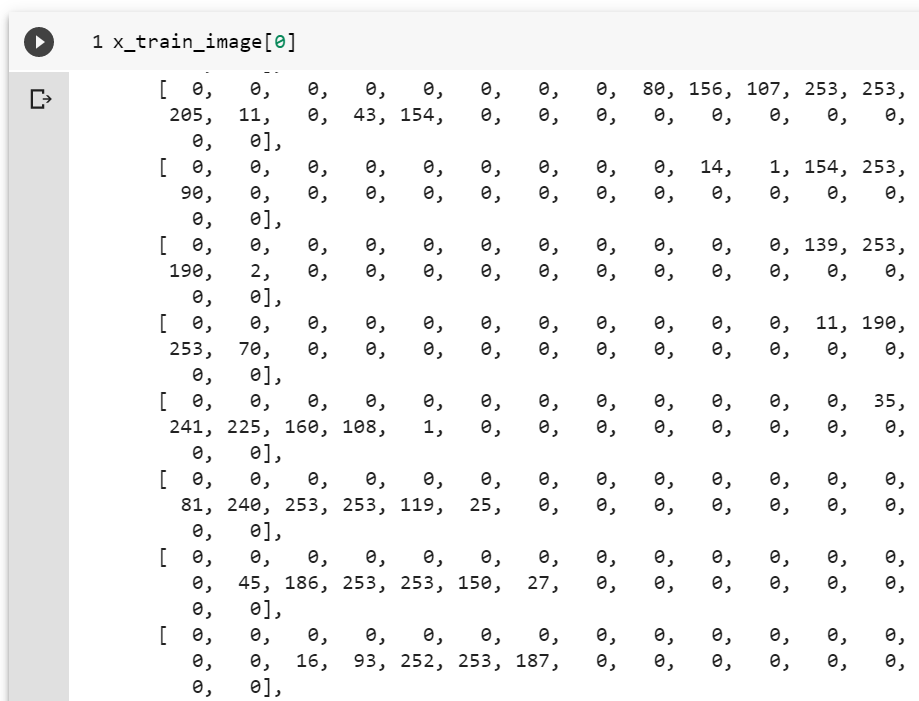 1 x_train_image[0]
[ 0, 0, 0, 0, 0, 0, 0, 0, 80, 156, 107, 253, 253,
205, 11, 0, 43, 154, 0, 0, 0, 0, 0, 0, 0, 0,
0, 0],
[ 0, 0, 0, 0, 0, 0, 0, 0, 0, 14, 1, 154, 253,
90, 0, 0, 0, 0, 0, 0, 0, 0, 0, 0, 0, 0,
0, 0],
[ 0, 0, 0, 0, 0, 0, 0, 0, 0, 0, 0, 139, 253,
190, 2, 0, 0, 0, 0, 0, 0, 0, 0, 0, 0, 0,
0, 0],
[ 0, 0, 0, 0, 0, 0, 0, 0, 0, 0, 0, 11, 190,
253, 70, 0, 0, 0, 0, 0, 0, 0, 0, 0, 0, 0,
0, 0],
[ 0, 0, 0, 0, 0, 0, 0, 0, 0, 0, 0, 0, 35,
241, 225, 160, 108, 1, 0, 0, 0, 0, 0, 0, 0, 0,
0, 0],
[ 0, 0, 0, 0, 0, 0, 0, 0, 0, 0, 0, 0, 0,
81, 240, 253, 253, 119, 25, 0, 0, 0, 0, 0, 0, 0,
0, 0],
[ 0, 0, 0, 0, 0, 0, 0, 0, 0, 0, 0, 0, 0,
0, 45, 186, 253, 253, 150, 27, 0, 0, 0, 0, 0, 0,
0, 0],
[ 0, 0, 0, 0, 0, 0, 0, 0, 0, 0, 0, 0, 0,
0, 0, 16, 93, 252, 253, 187, 0, 0, 0, 0, 0, 0,
0, 0],